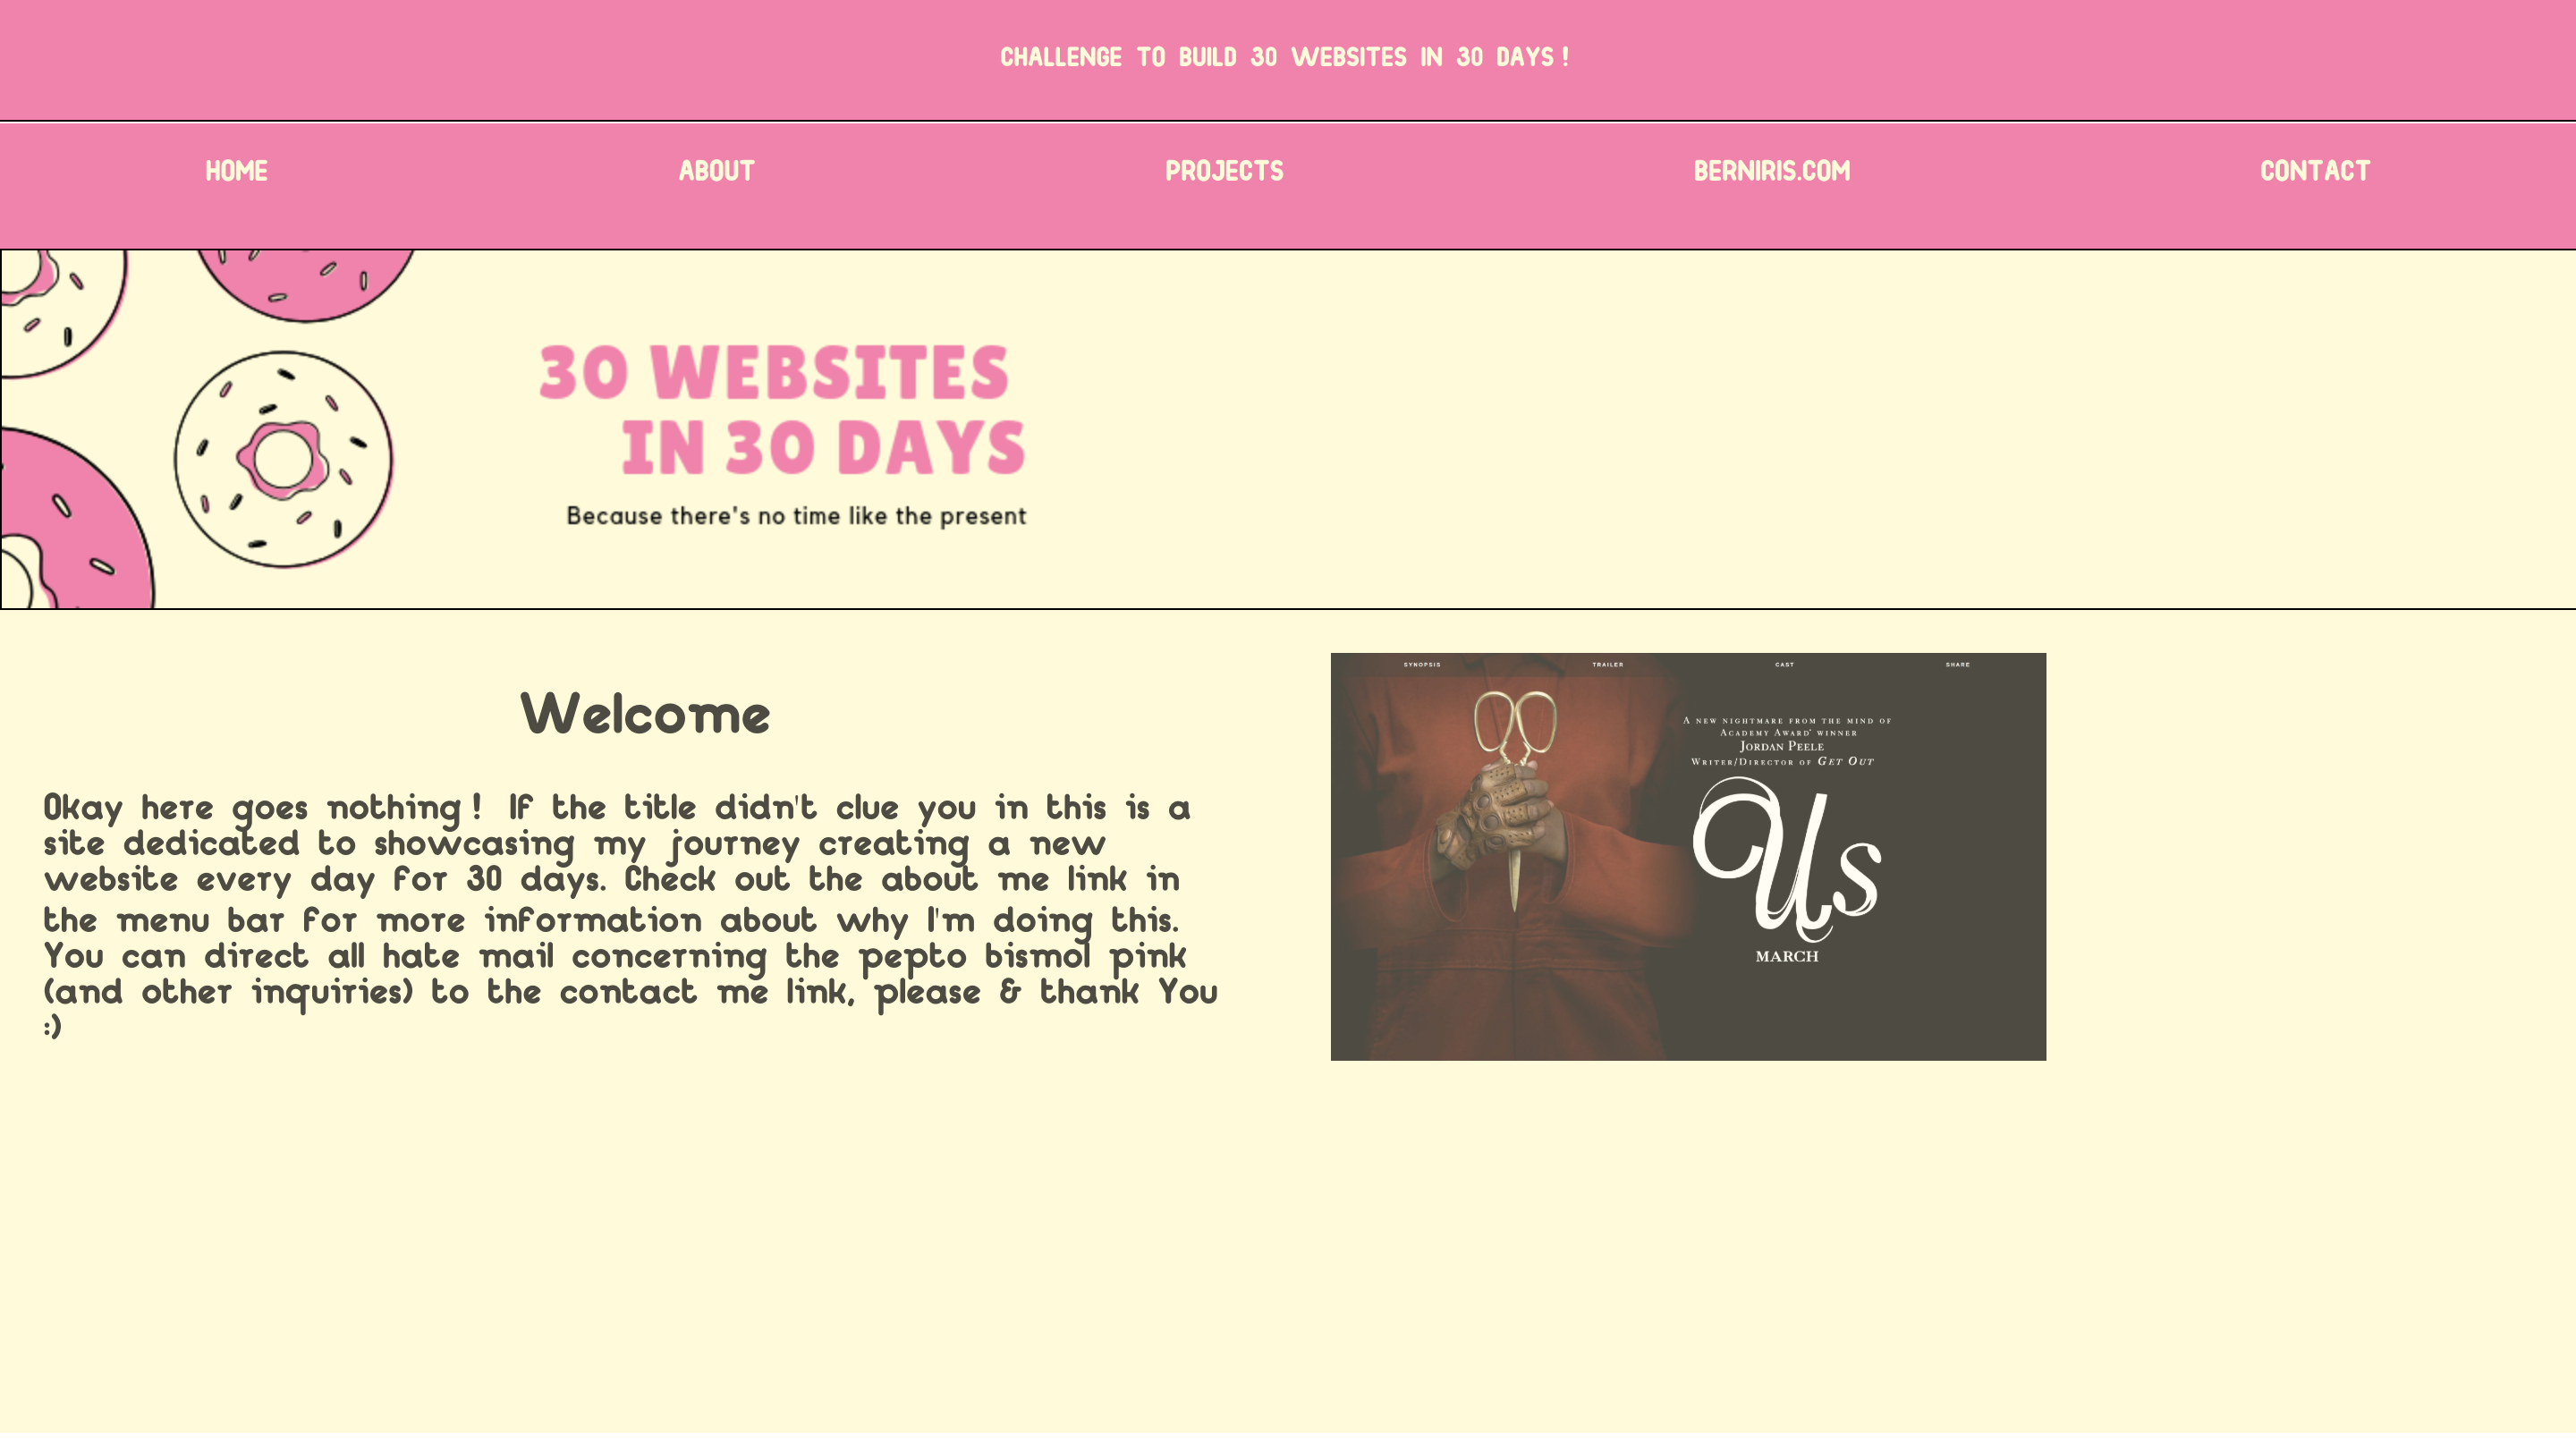 CHALLENGE TO BUILD 30 WEBSITES IN 30 DAYS!
HOME ABOUT PROJECTS BERNIRIS.COM CONTACT
30 WEBSITES
IN 30 DAYS
Because there's no time like the present
Welcome
Okay here goes nothing! If the title didn't clue you in this is a
site dedicated to showcasing my journey creating a new
website every day for 30 days. Check out the about me link in
the menu bar for more information about why I'm doing this.
You can direct all hate mail concerning the pepto bismol pink
(and other inquiries) to the contact me link, please & thank You
:)
SYNOPSIS TRAILER CAST SHARE
A NEW NIGHTMARE FROM THE MIND OF
ACADEMY AWARD® WINNER
JORDAN PEELE
WRITER/DIRECTOR OF GET OUT
Us
MARCH